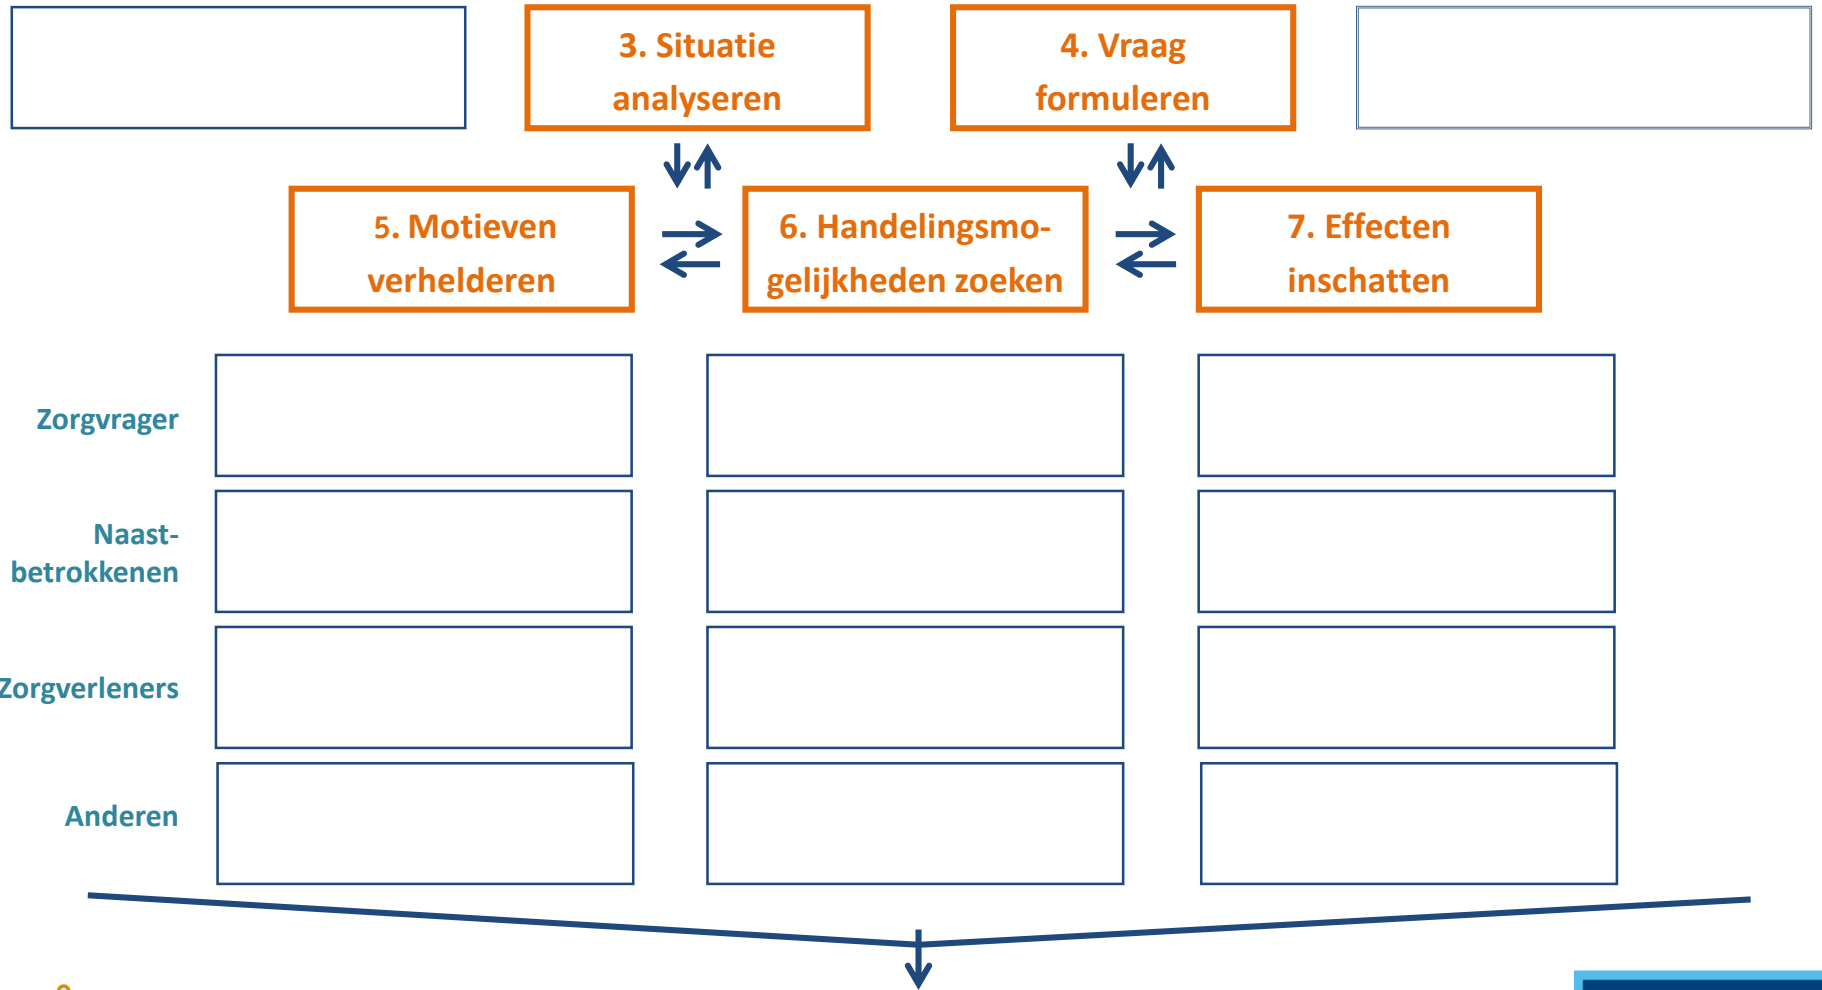 3. Situatie
analyseren
4. Vraag
formuleren
5. Motieven
verhelderen
6. Handelingsmo-
gelijkheden zoeken
7. Effecten
inschatten
Zorgvrager
Naast-
betrokkenen
Zorgverleners
Anderen